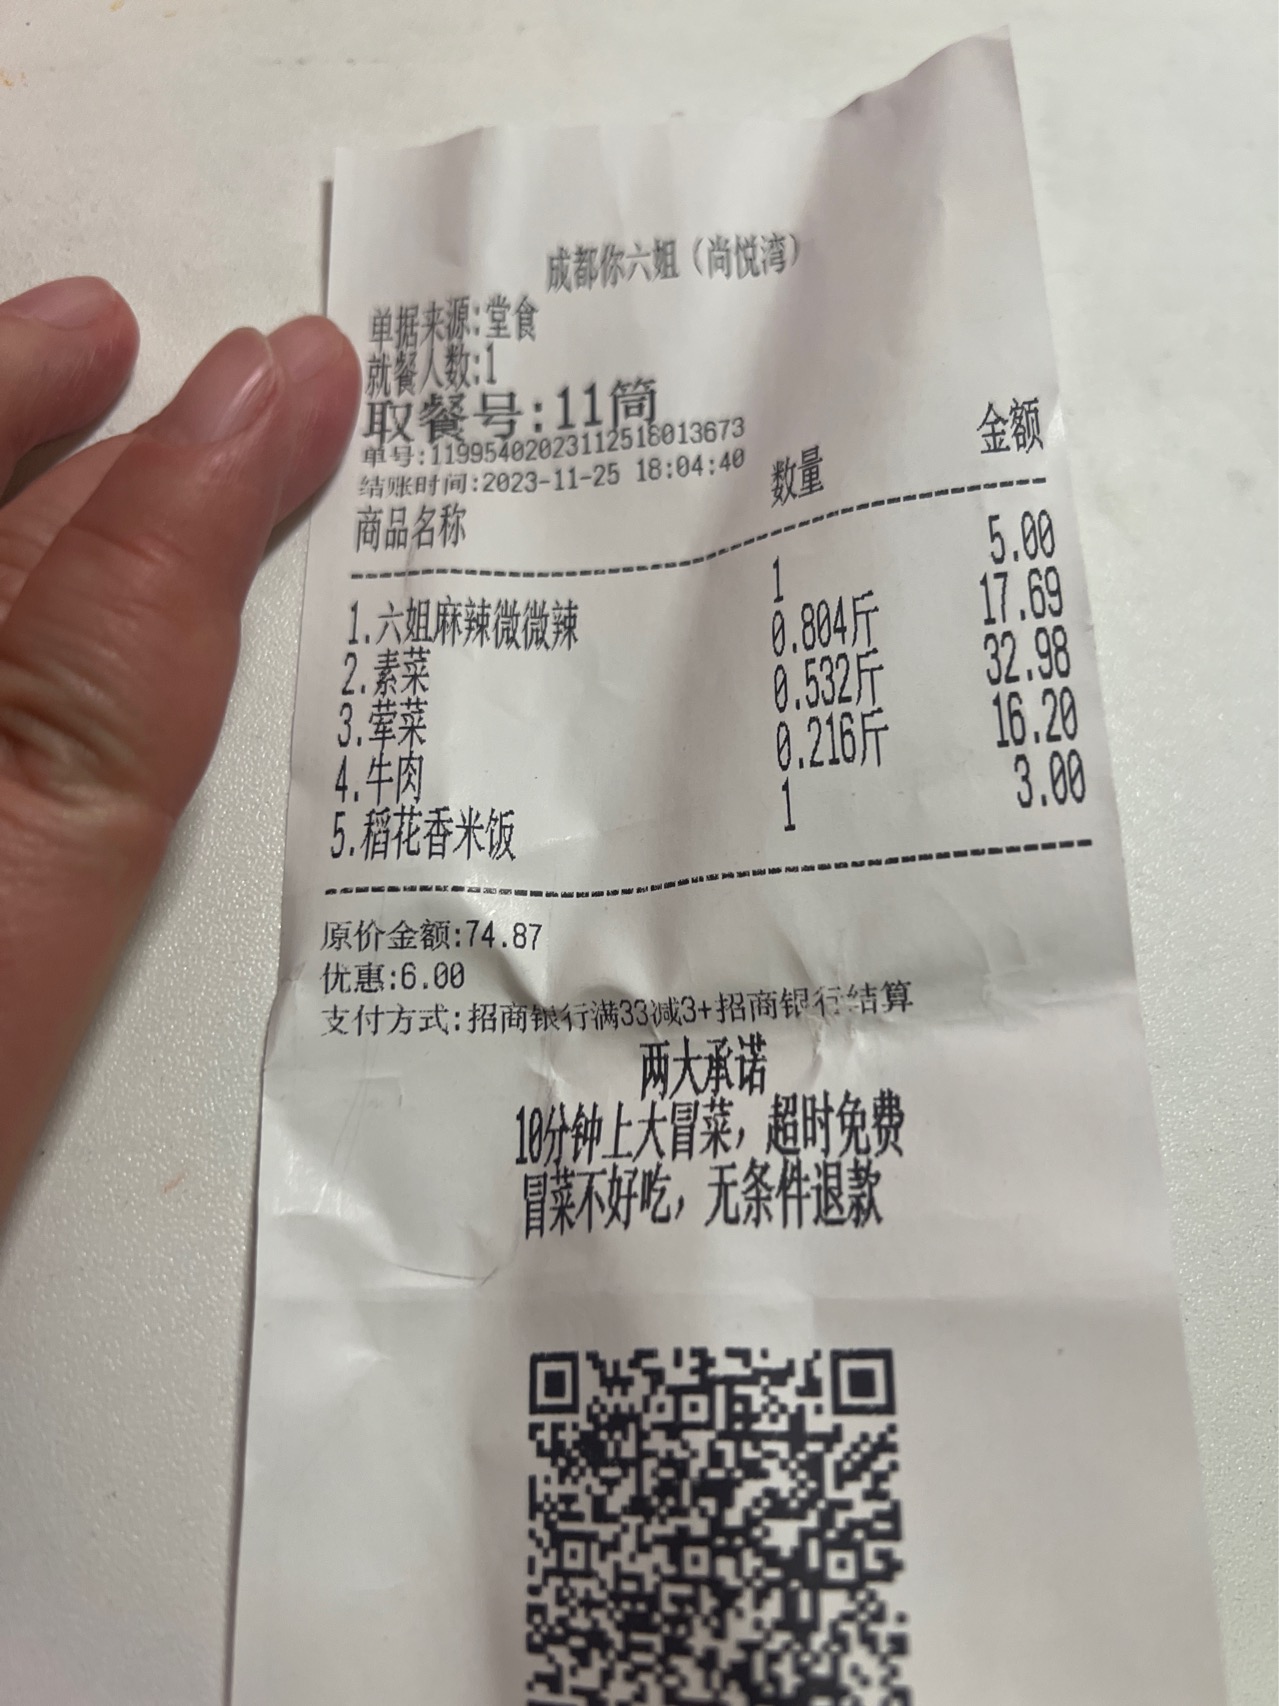 成都你六姐（尚悦湾）
单据来源:堂食
就餐人数:1
取餐号:11筒
单号:11995402023112518013673
结账时间:2023-11-25 18:04:40
商品名称 数量 金额
1.六姐麻辣微微辣 1 5.00
2.素菜 0.804斤 17.69
3.荤菜 0.532斤 32.98
4.牛肉 0.216斤 16.20
5.稻花香米饭 1 3.00
原价金额:74.87
优惠:6.00
支付方式:招商银行满33减3+招商银行结算
两大承诺
10分钟上大冒菜，超时免费
冒菜不好吃，无条件退款